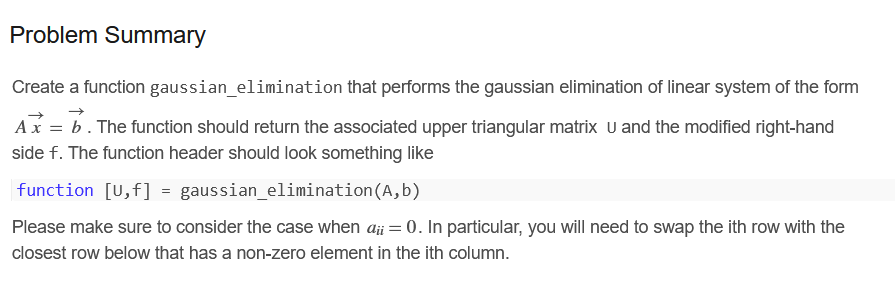 Problem Summary
Create a function gaussian_elimination that performs the gaussian elimination of linear system of the form
A\vec{x} = \vec{b}. The function should return the associated upper triangular matrix U and the modified right-hand
side f. The function header should look something like
function [U,f] = gaussian_elimination(A,b)
Please make sure to consider the case when aᵢᵢ = 0. In particular, you will need to swap the ith row with the
closest row below that has a non-zero element in the ith column.